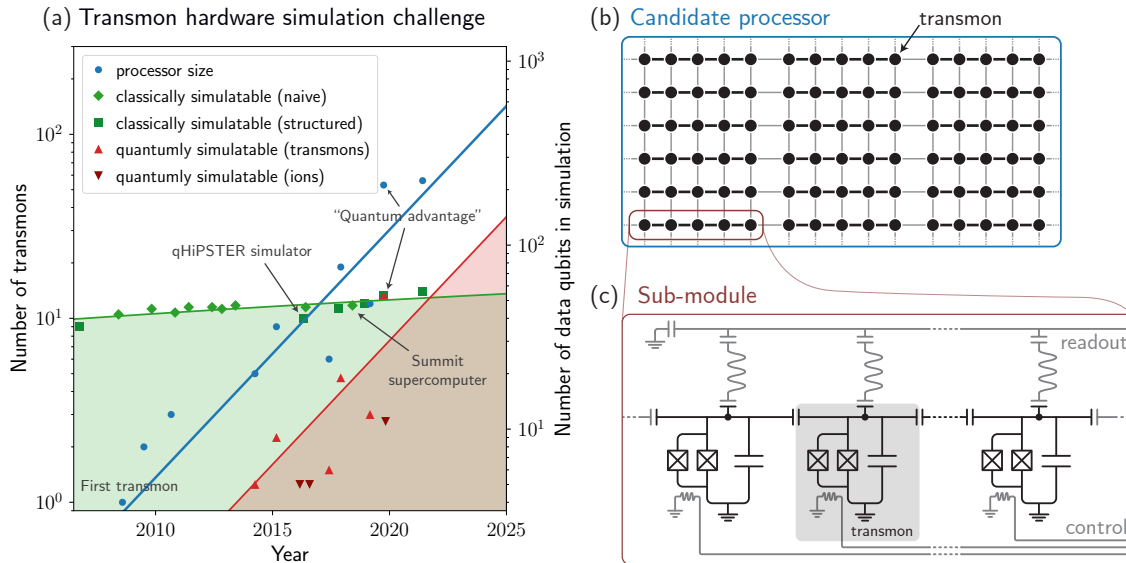 (a) Transmon hardware simulation challenge
processor size
classically simulatable (naive)
classically simulatable (structured)
quantumly simulatable (transmons)
quantumly simulatable (ions)
"Quantum advantage"
qHiPSTER simulator
Summit
supercomputer
First transmon
Number of transmons
10²
10¹
10⁰
2010
2015
2020
2025
Year
10³
10²
10¹
Number of data qubits in simulation
(b) Candidate processor
transmon
(c) Sub-module
readout
transmon
control